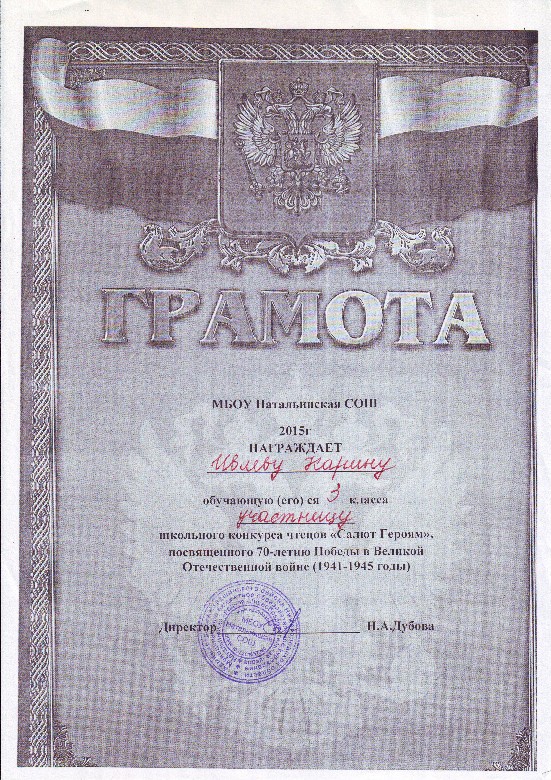 ГРАМОТА
МБОУ Натальинская СОШ
2015г
НАГРАЖДАЕТ
Ивлеву Карину
обучающую (его) ся 3 класса
участницу
школьного конкурса чтецов «Салют Героям»,
посвященного 70-летию Победы в Великой
Отечественной войне (1941-1945 годы)
Директор Н.А.Дубова